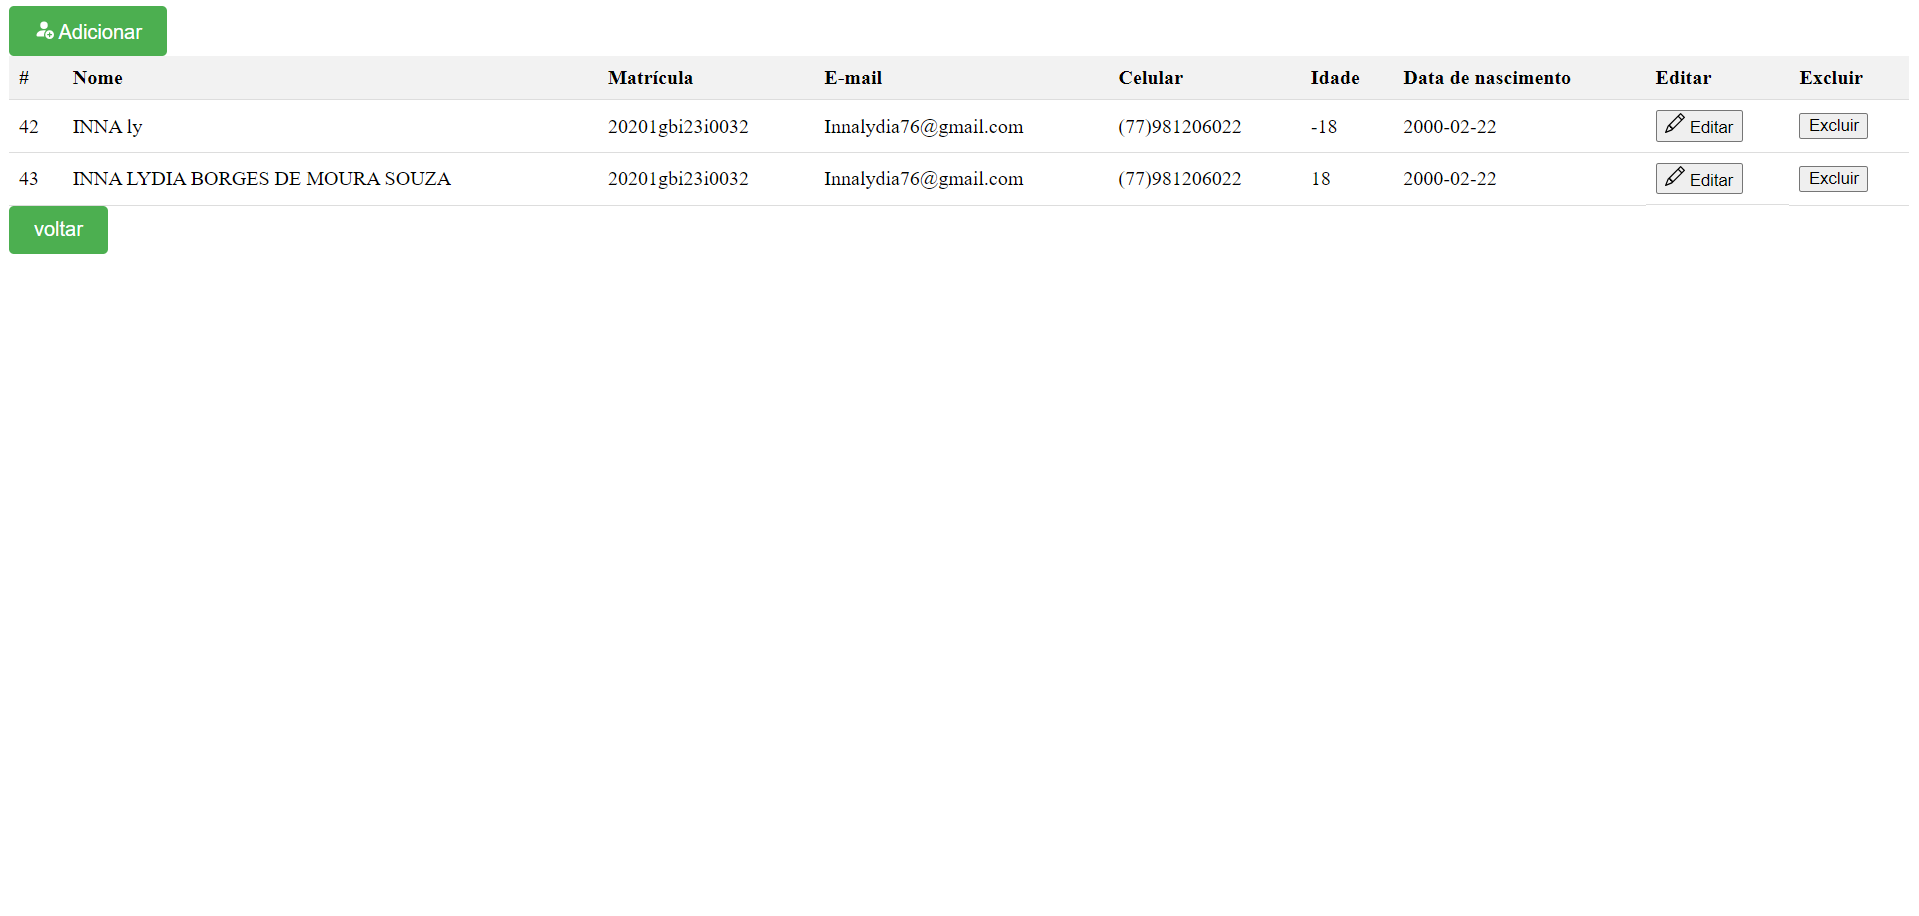 Adicionar
# Nome Matrícula E-mail Celular Idade Data de nascimento Editar Excluir
42 INNA ly 20201gbi23i0032 Innalydia76@gmail.com (77)981206022 -18 2000-02-22 Editar Excluir
43 INNA LYDIA BORGES DE MOURA SOUZA 20201gbi23i0032 Innalydia76@gmail.com (77)981206022 18 2000-02-22 Editar Excluir
voltar